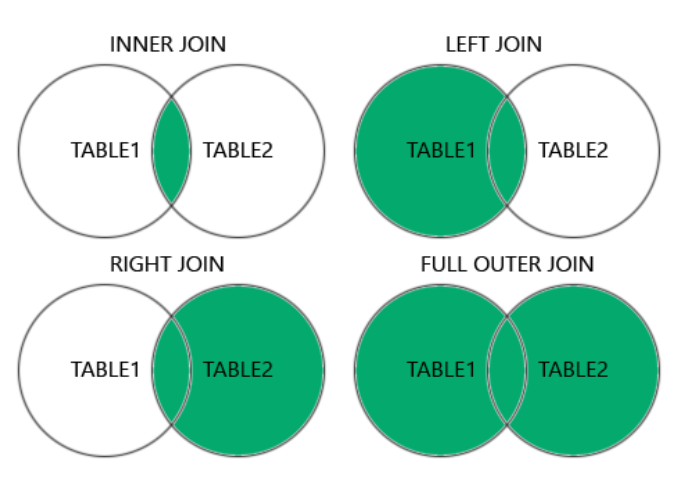 INNER JOIN
TABLE1
TABLE2
LEFT JOIN
TABLE1
TABLE2
RIGHT JOIN
TABLE1
TABLE2
FULL OUTER JOIN
TABLE1
TABLE2